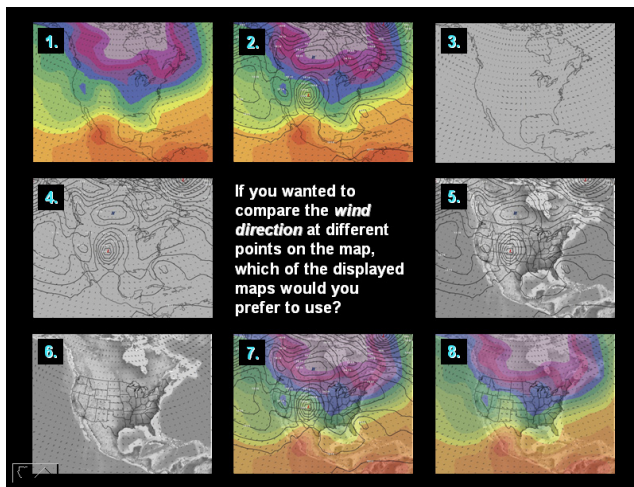 1.
2.
3.
4.
If you wanted to
compare the wind
direction at different
points on the map,
which of the displayed
maps would you
prefer to use?
5.
6.
7.
8.